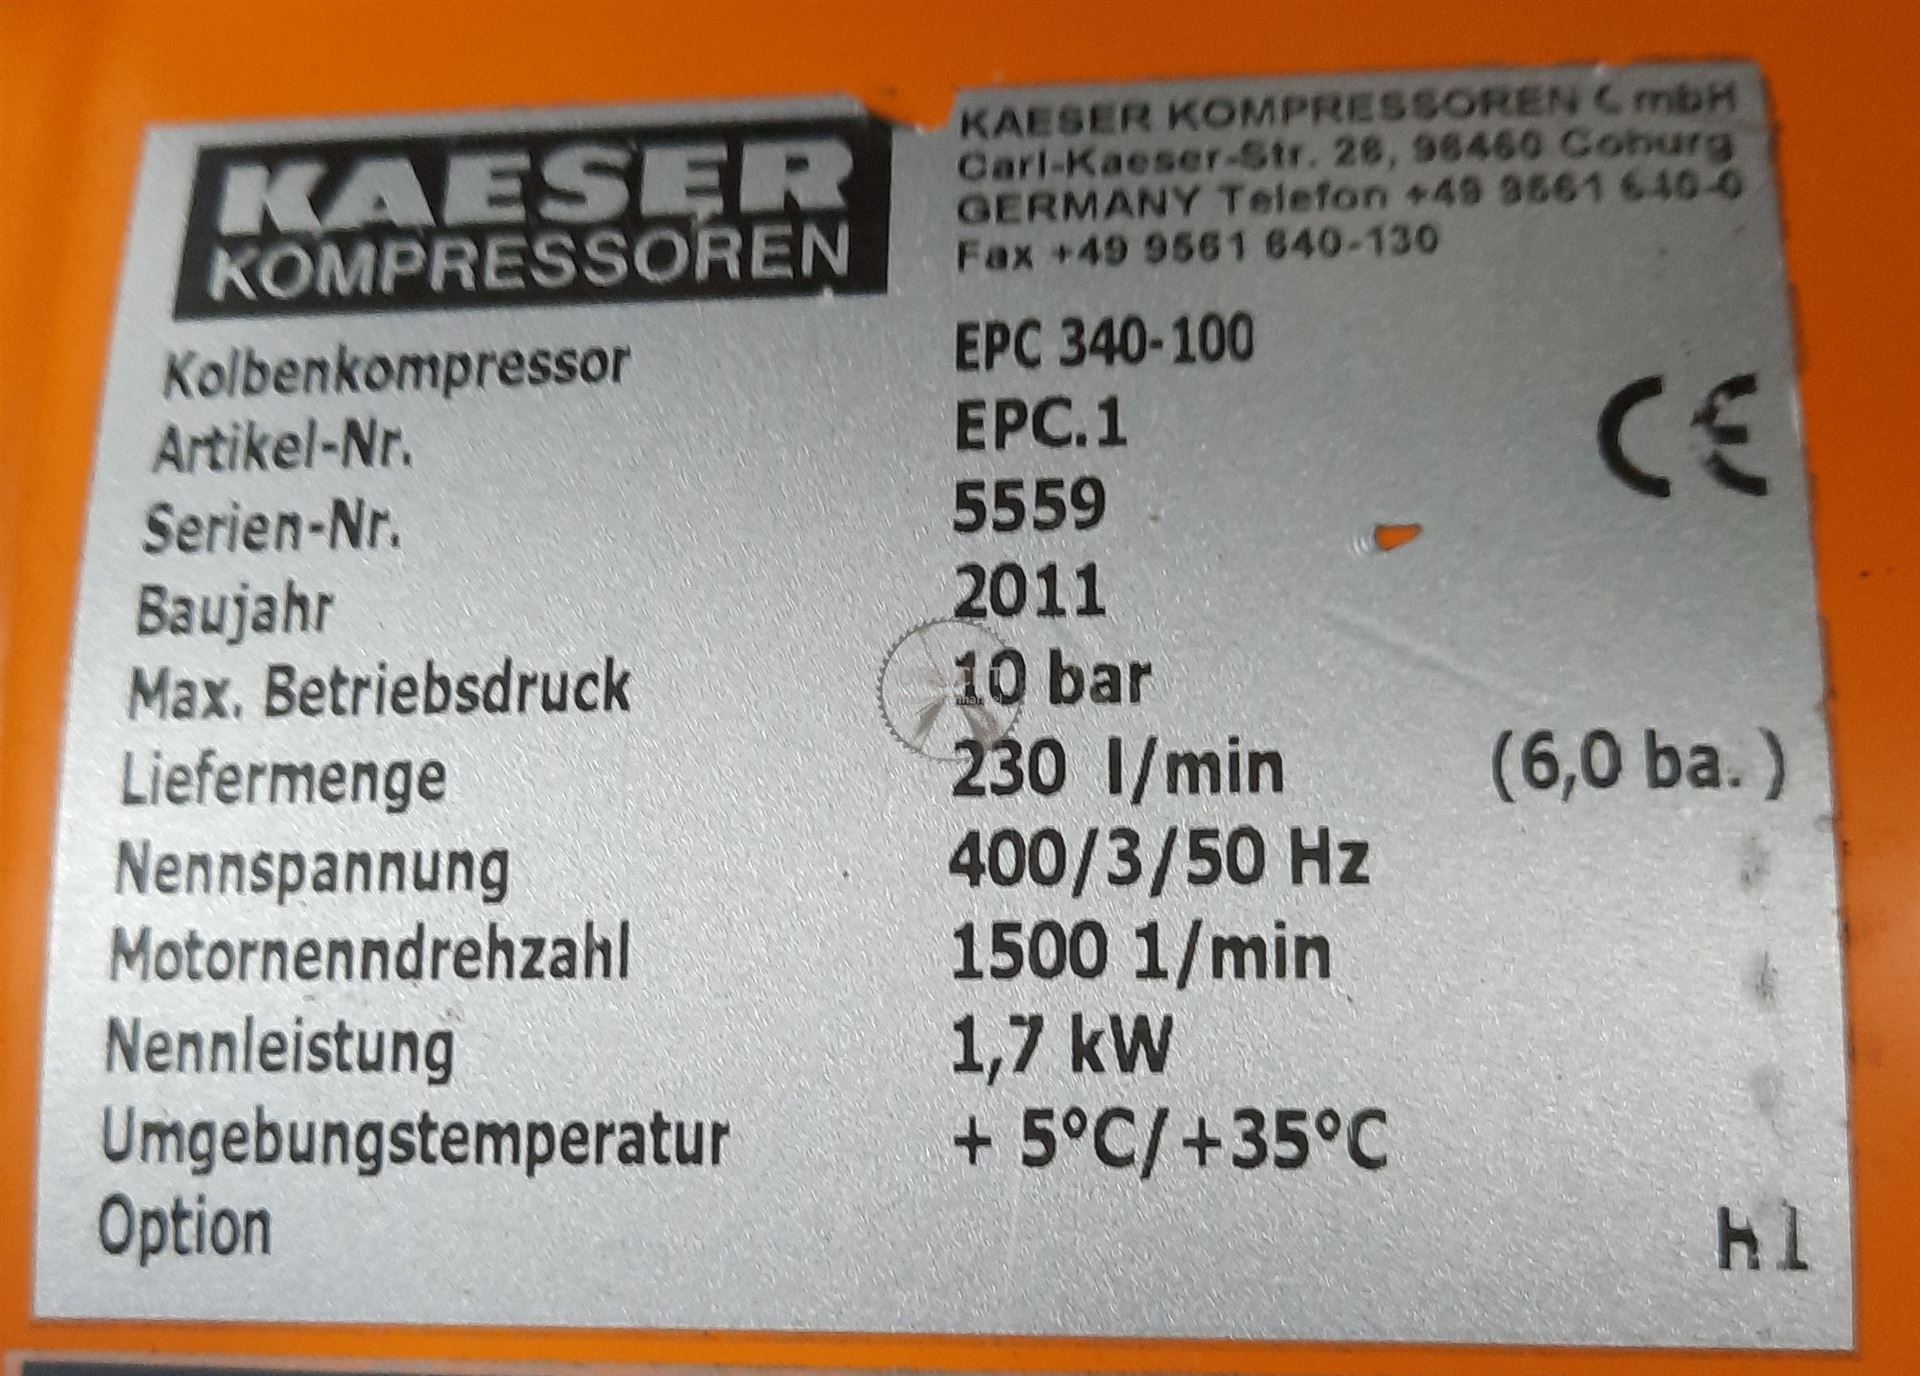 KAESER
KOMPRESSOREN
KAESER KOMPRESSOREN GmbH
Carl-Kaeser-Str. 26, 96450 Coburg
GERMANY Telefon +49 9561 640-0
Fax +49 9561 640-130
Kolbenkompressor EPC 340-100
Artikel-Nr. EPC.1
Serien-Nr. 5559
Baujahr 2011
Max. Betriebsdruck 10 bar
Liefermenge 230 l/min (6,0 ba. )
Nennspannung 400/3/50 Hz
Motornenndrehzahl 1500 1/min
Nennleistung 1,7 kW
Umgebungstemperatur + 5°C/+35°C
Option
CE